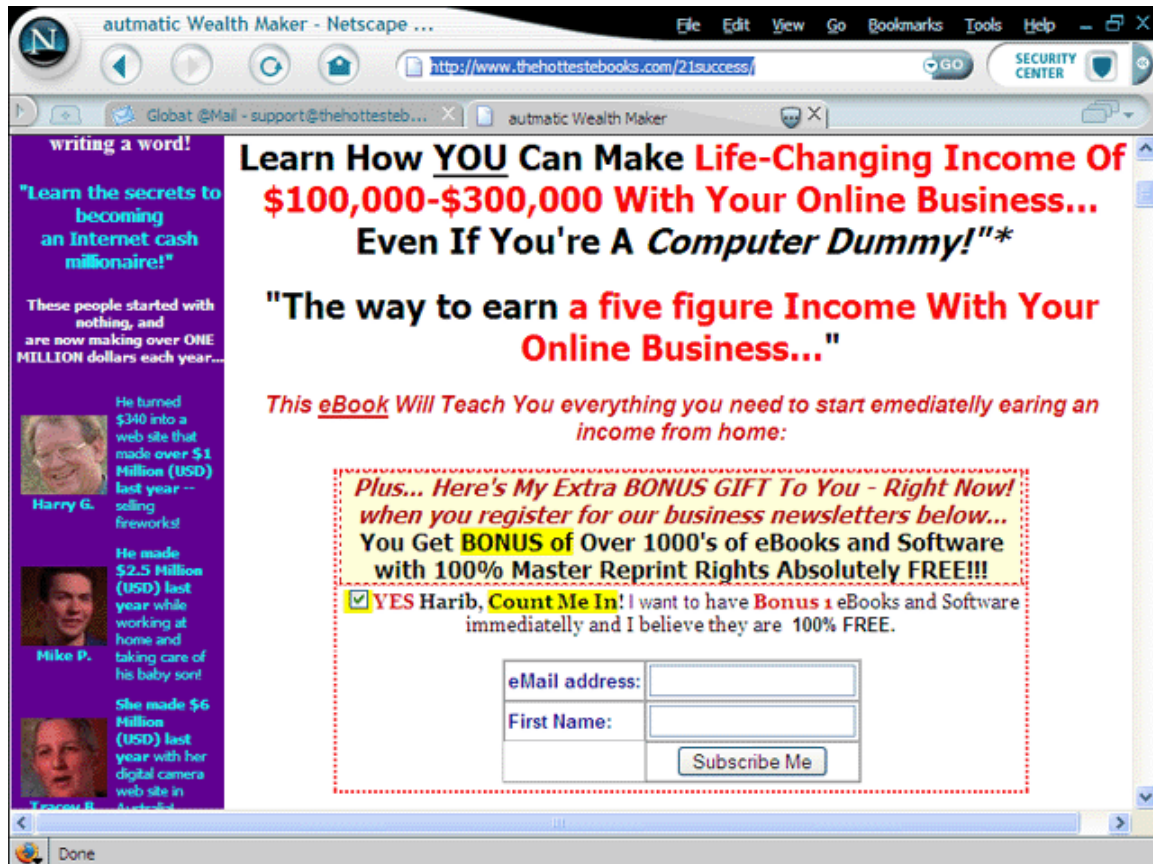 autmatic Wealth Maker - Netscape ...
File Edit View Go Bookmarks Tools Help
http://www.thehottestebooks.com/21success/
GO
SECURITY
CENTER
Globat @Mail - support@thehottesteb...
autmatic Wealth Maker
writing a word!
"Learn the secrets to
becoming
an Internet cash
millionaire!"
These people started with
nothing, and
are now making over ONE
MILLION dollars each year...
He turned
$340 into a
web site that
made over $1
Million (USD)
last year --
selling
fireworks!
Harry G.
He made
$2.5 Million
(USD) last
year while
working at
home and
taking care of
his baby son!
Mike P.
She made $6
Million
(USD) last
year with her
digital camera
web site in
Australia!
Tracey B.
Learn How YOU Can Make Life-Changing Income Of
$100,000-$300,000 With Your Online Business...
Even If You're A Computer Dummy!"*
"The way to earn a five figure Income With Your
Online Business..."
This eBook Will Teach You everything you need to start emediatelly earing an
income from home:
Plus... Here's My Extra BONUS GIFT To You - Right Now!
when you register for our business newsletters below...
You Get BONUS of Over 1000's of eBooks and Software
with 100% Master Reprint Rights Absolutely FREE!!!
YES Harib, Count Me In! I want to have Bonus 1 eBooks and Software
immediatelly and I believe they are 100% FREE.
eMail address:
First Name:
Subscribe Me
Done